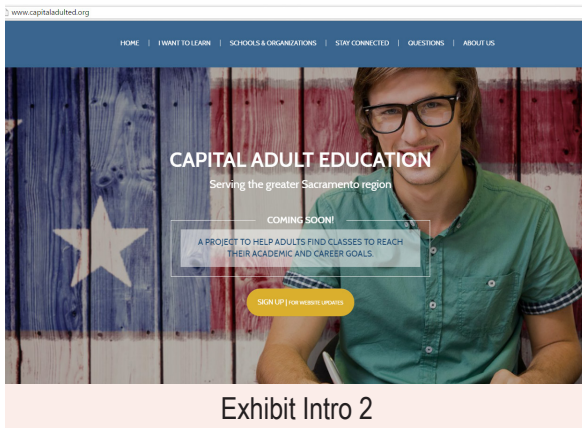 www.capitaladulted.org
HOME | I WANT TO LEARN | SCHOOLS & ORGANIZATIONS | STAY CONNECTED | QUESTIONS | ABOUT US
CAPITAL ADULT EDUCATION
Serving the greater Sacramento region
COMING SOON!
A PROJECT TO HELP ADULTS FIND CLASSES TO REACH
THEIR ACADEMIC AND CAREER GOALS.
SIGN UP | FOR WEBSITE UPDATES
Exhibit Intro 2